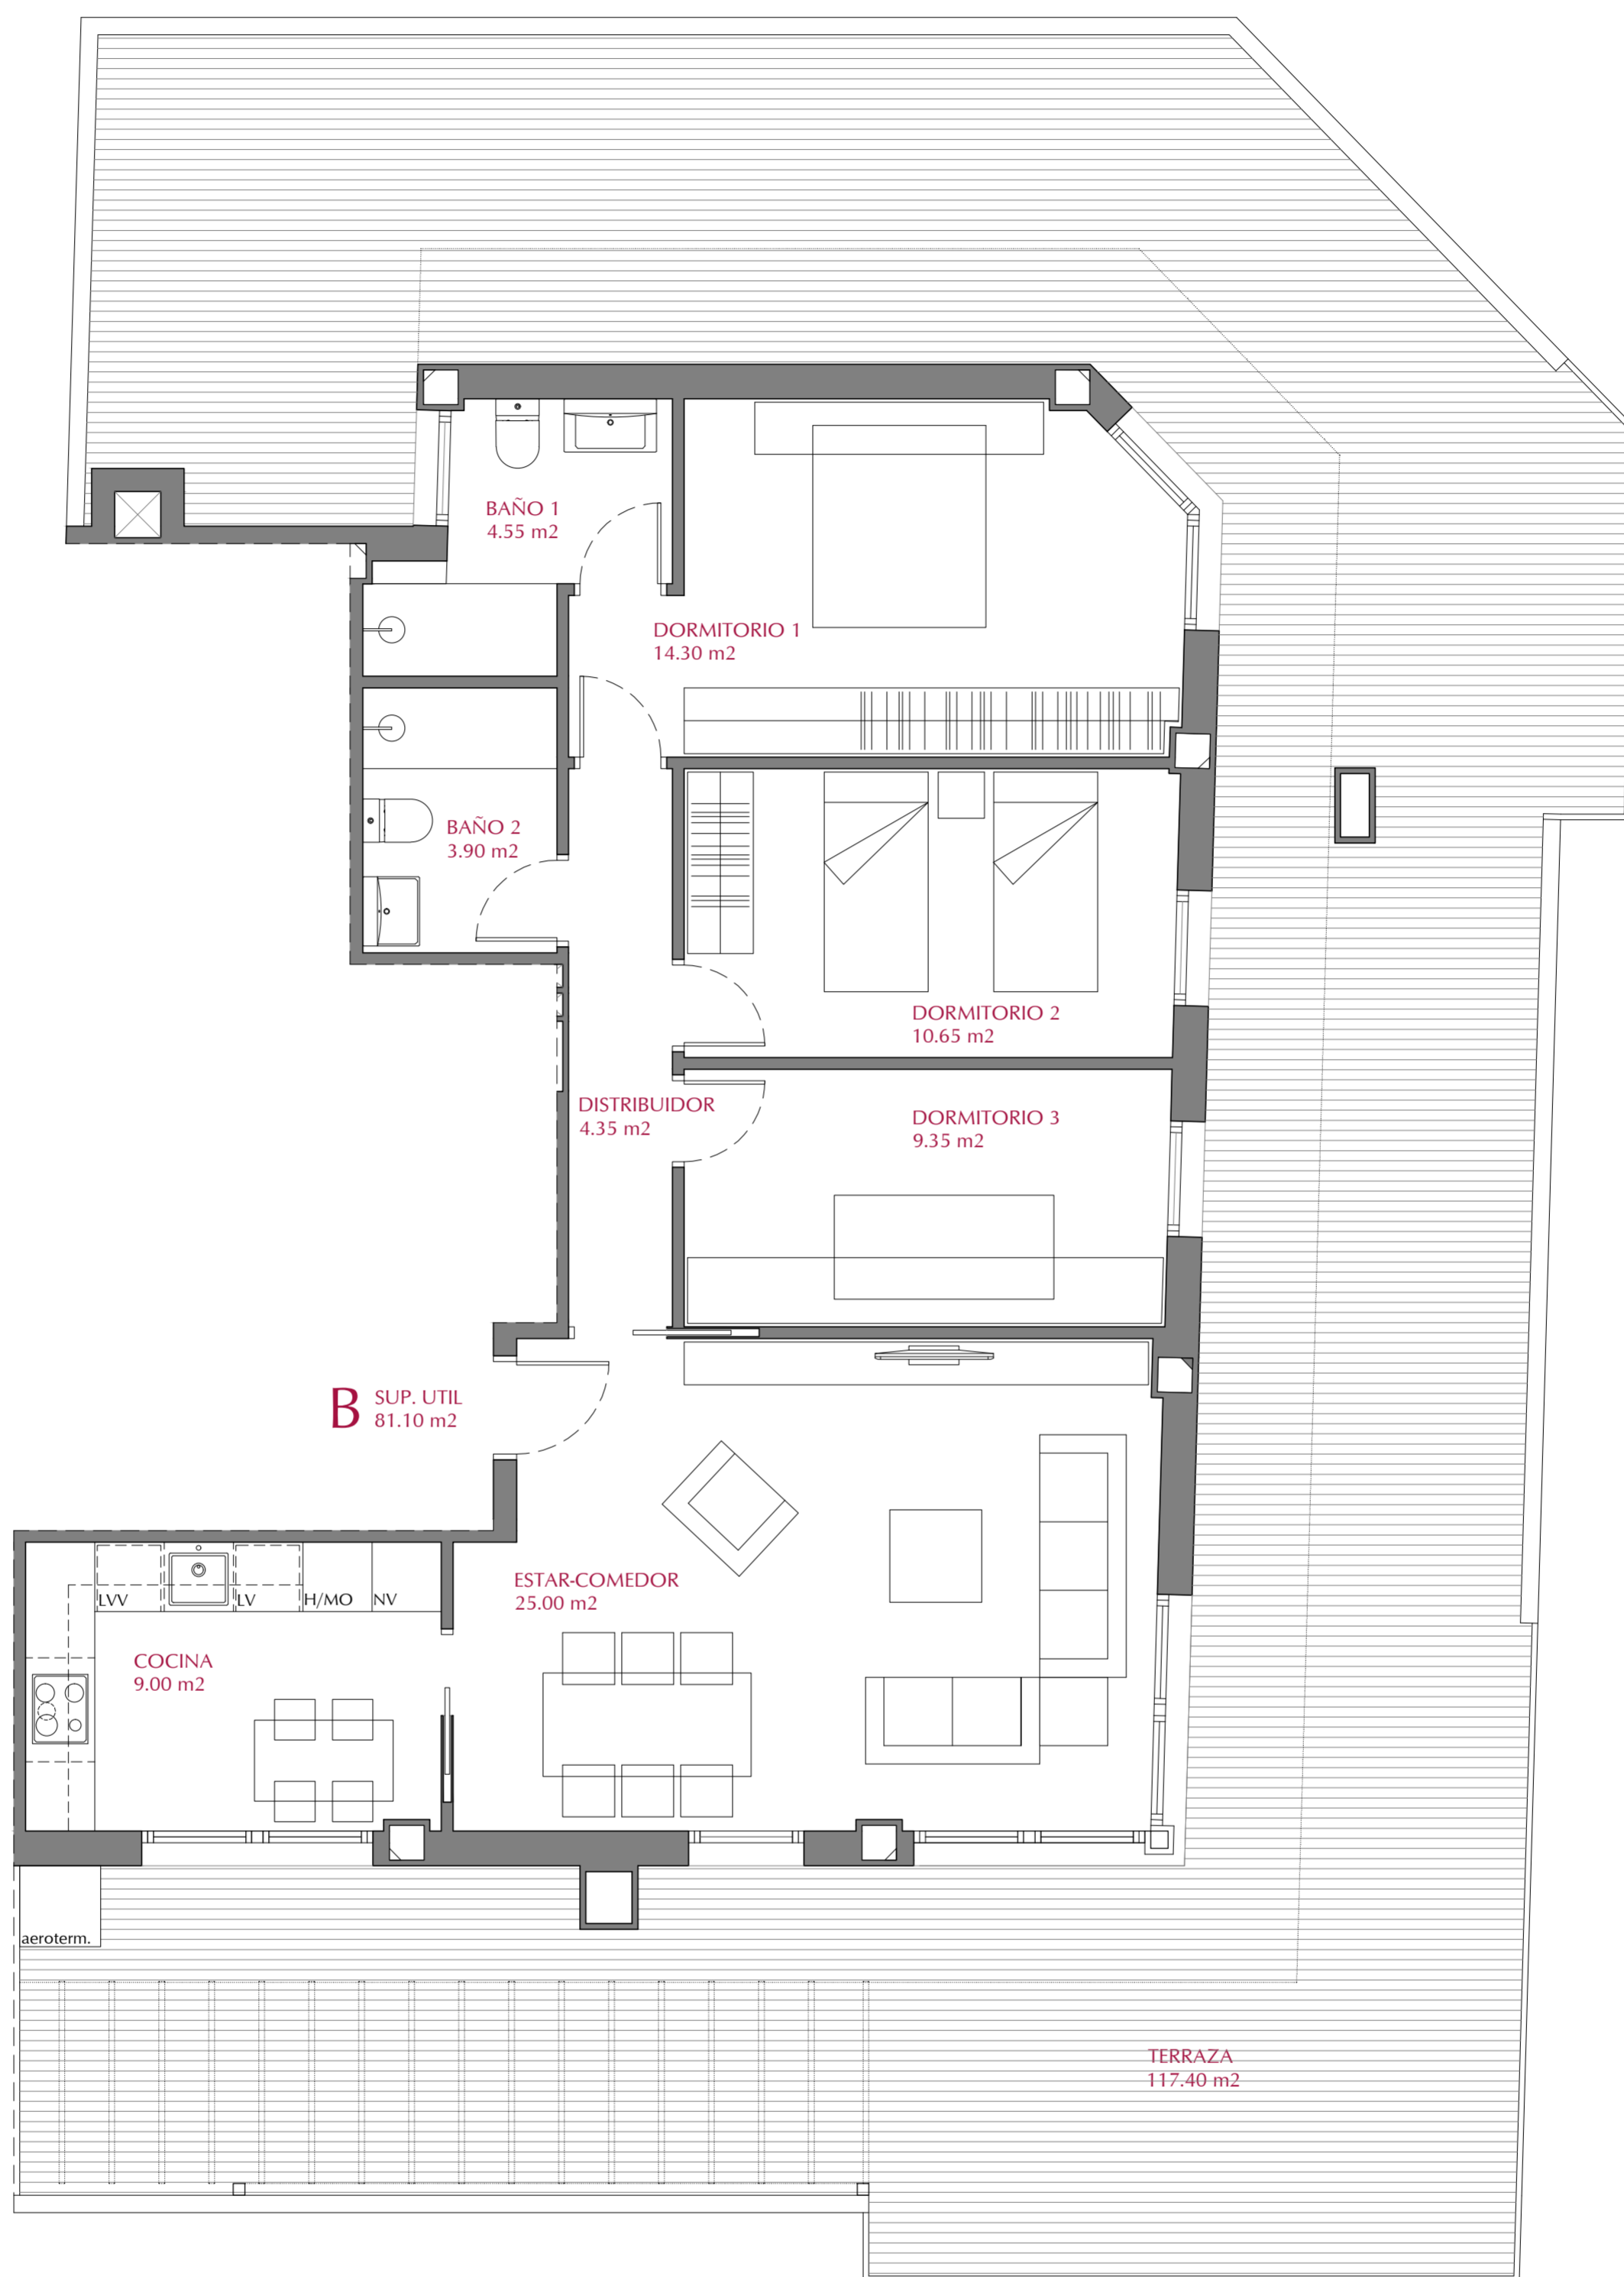 BAÑO 1
4.55 m2
DORMITORIO 1
14.30 m2
BAÑO 2
3.90 m2
DORMITORIO 2
10.65 m2
DISTRIBUIDOR
4.35 m2
DORMITORIO 3
9.35 m2
B
SUP. UTIL
81.10 m2
ESTAR-COMEDOR
25.00 m2
LVV
LV
H/MO
NV
COCINA
9.00 m2
aeroterm.
TERRAZA
117.40 m2